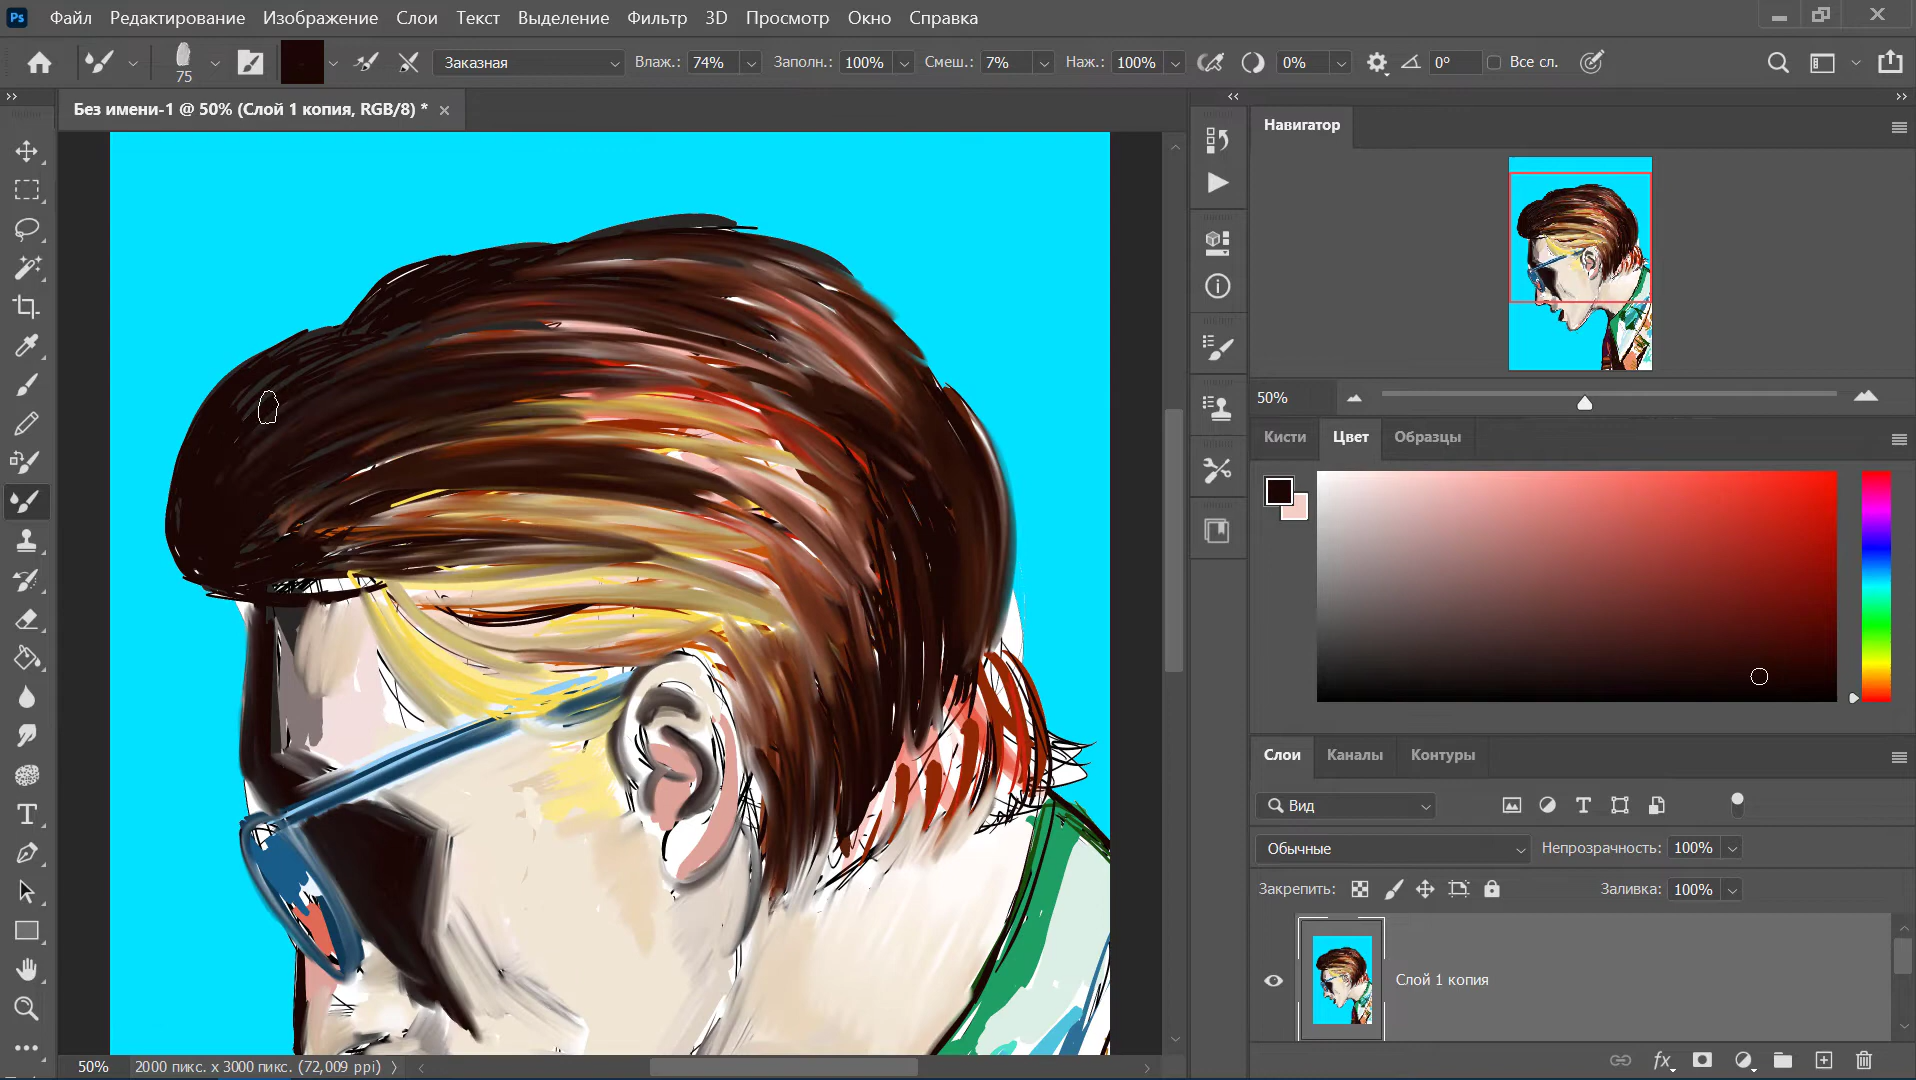 Ps Файл Редактирование Изображение Слои Текст Выделение Фильтр 3D Просмотр Окно Справка
75 Заказная Влаж.: 74% Заполн.: 100% Смеш.: 7% Наж.: 100% 0% 0° Все сл.
Без имени-1 @ 50% (Слой 1 копия, RGB/8) *
Навигатор
50%
Кисти Цвет Образцы
Слои Каналы Контуры
Вид
Обычные Непрозрачность: 100%
Закрепить: Заливка: 100%
Слой 1 копия
50% 2000 пикс. x 3000 пикс. (72,009 ppi)
fx